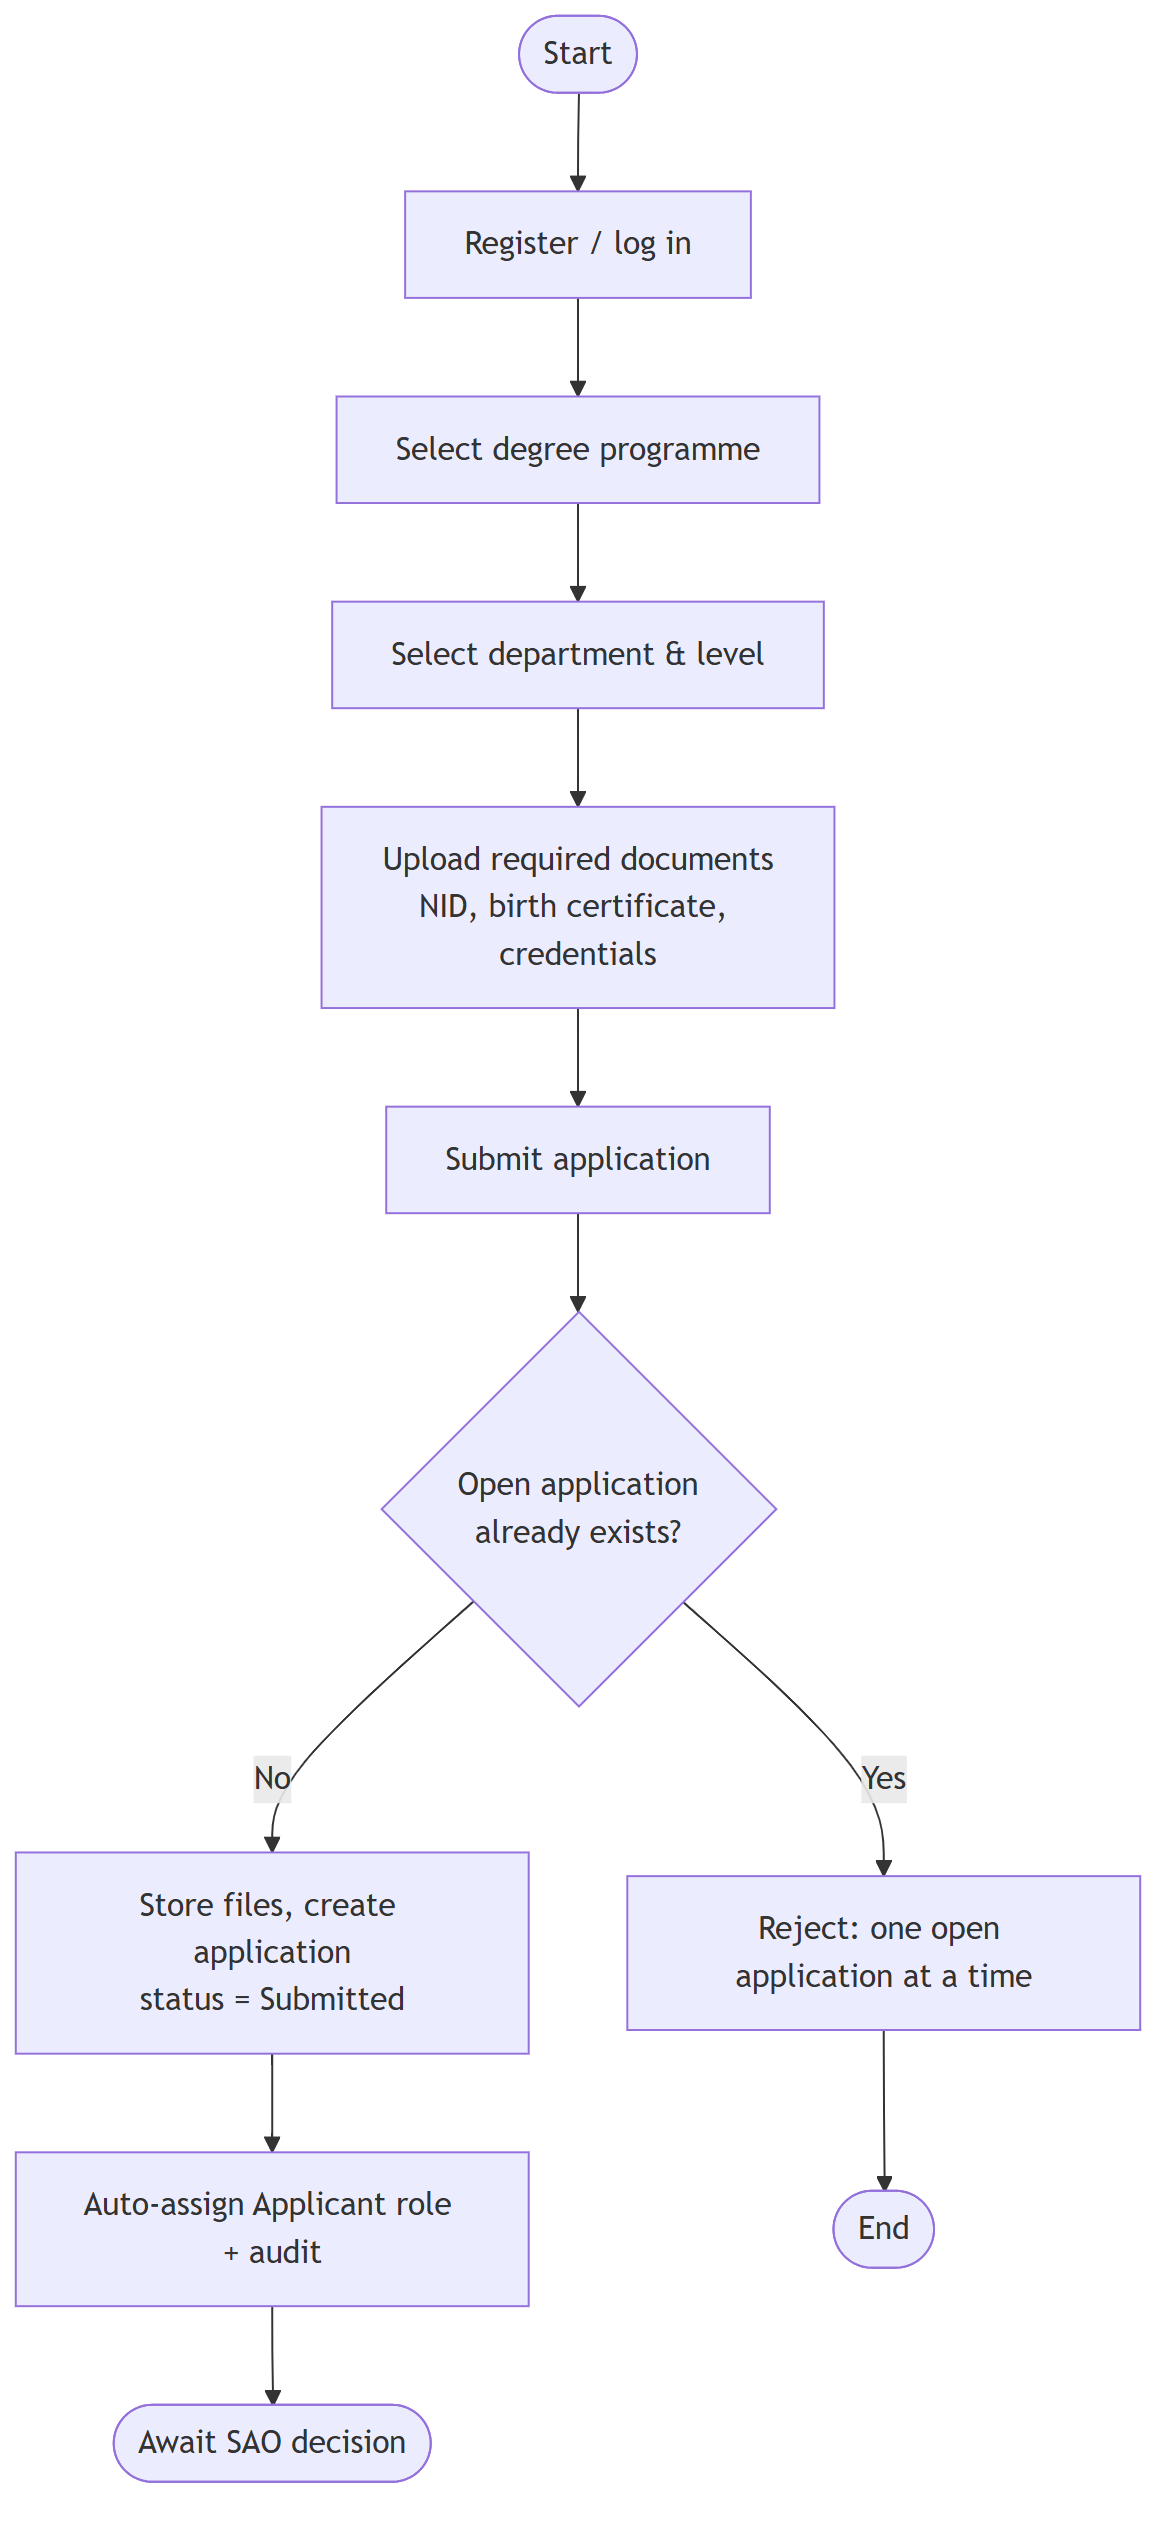 Start
Register / log in
Select degree programme
Select department & level
Upload required documents
NID, birth certificate,
credentials
Submit application
Open application
already exists?
No
Yes
Store files, create
application
status = Submitted
Reject: one open
application at a time
Auto-assign Applicant role
+ audit
End
Await SAO decision